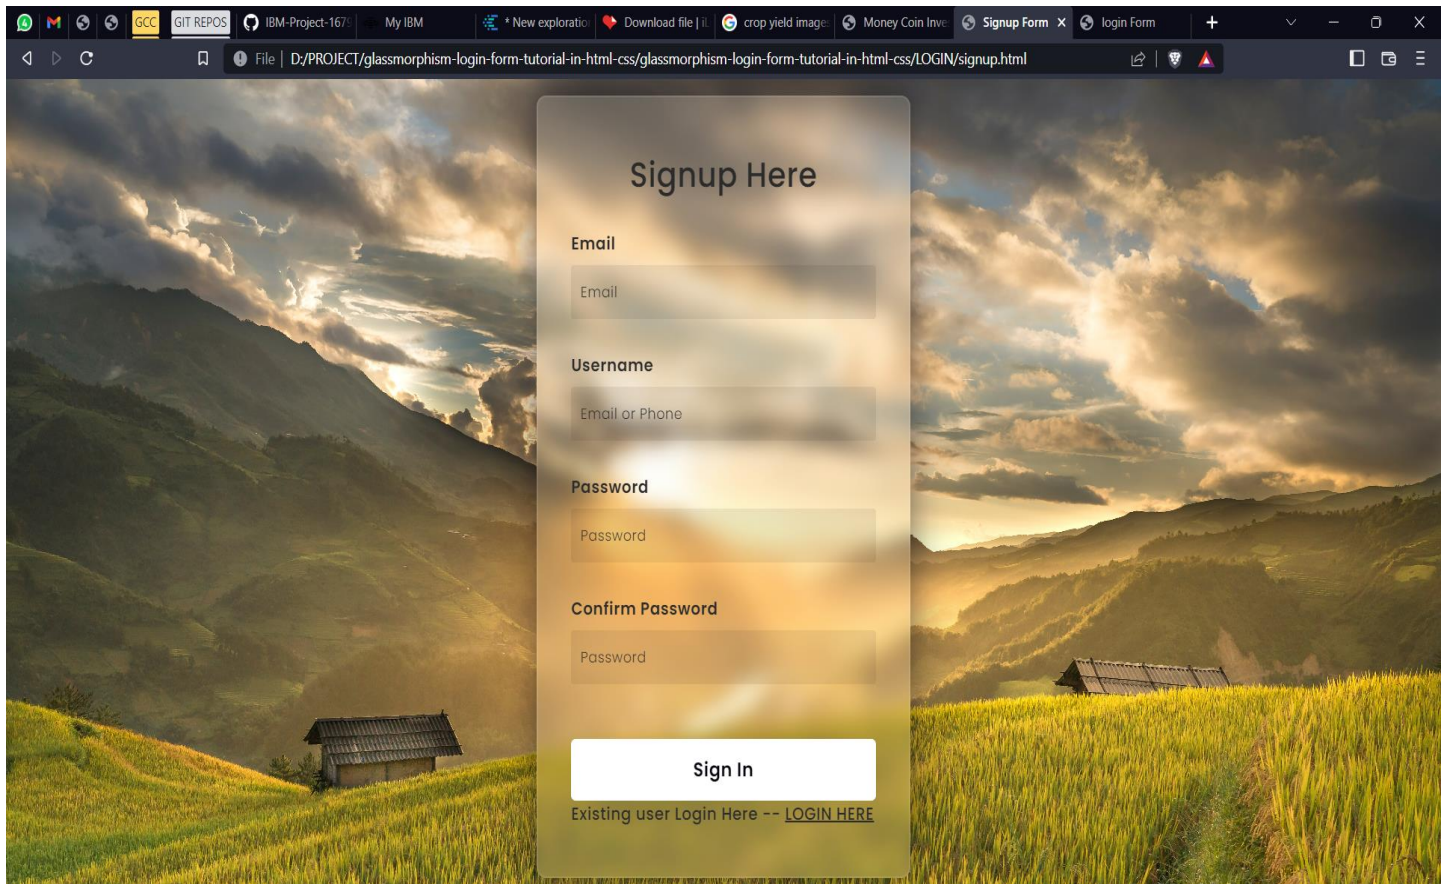 GCC
GIT REPOS
IBM-Project-1679
My IBM
* New exploratio
Download file | iL
crop yield images
Money Coin Inve
Signup Form
login Form
File | D:/PROJECT/glassmorphism-login-form-tutorial-in-html-css/glassmorphism-login-form-tutorial-in-html-css/LOGIN/signup.html
Signup Here
Email
Email
Username
Email or Phone
Password
Password
Confirm Password
Password
Sign In
Existing user Login Here -- LOGIN HERE